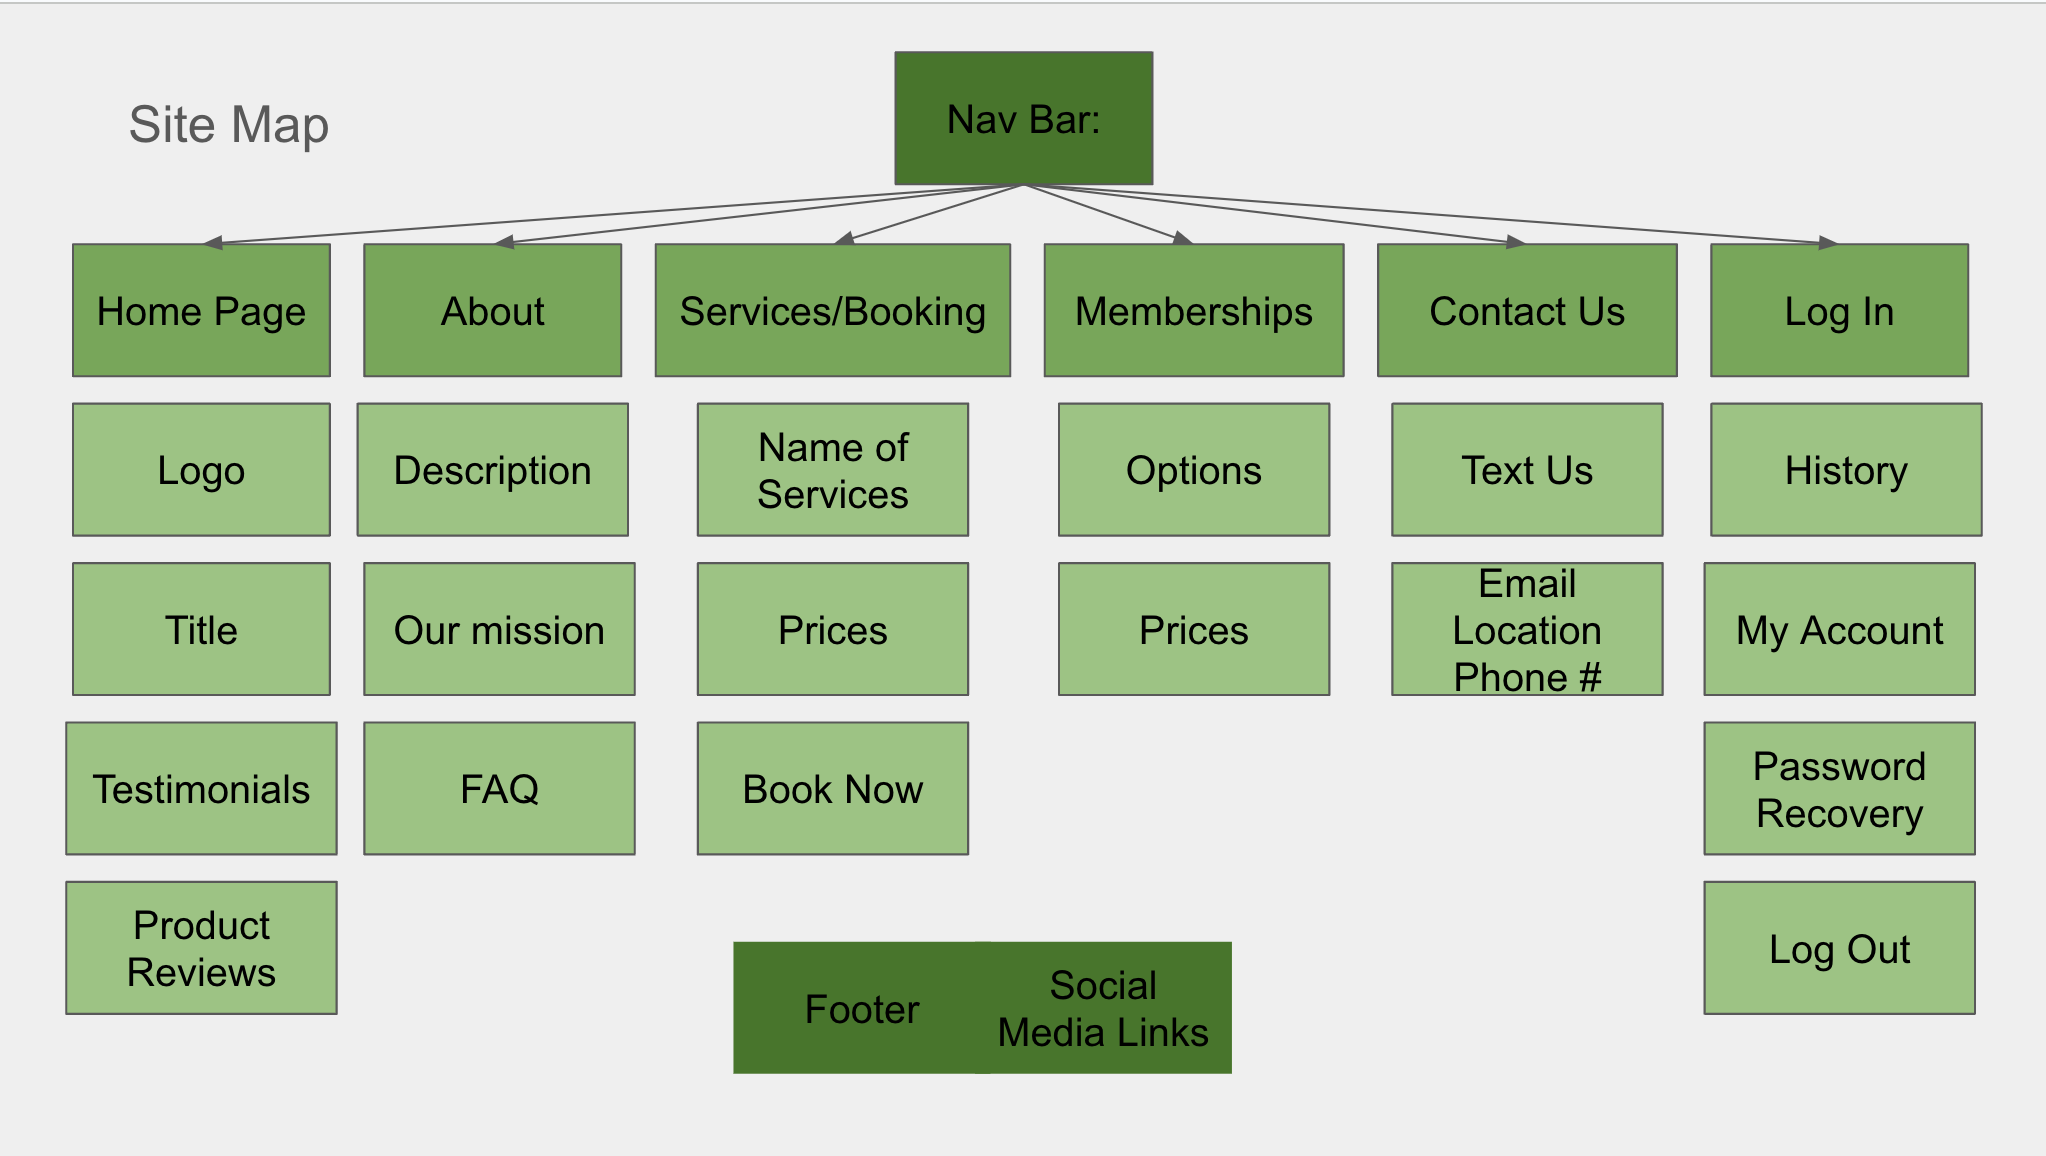 Site Map
Nav Bar:
Home Page
About
Services/Booking
Memberships
Contact Us
Log In
Logo
Description
Name of
Services
Options
Text Us
History
Title
Our mission
Prices
Prices
Email
Location
Phone #
My Account
Testimonials
FAQ
Book Now
Password
Recovery
Product
Reviews
Footer
Social
Media Links
Log Out